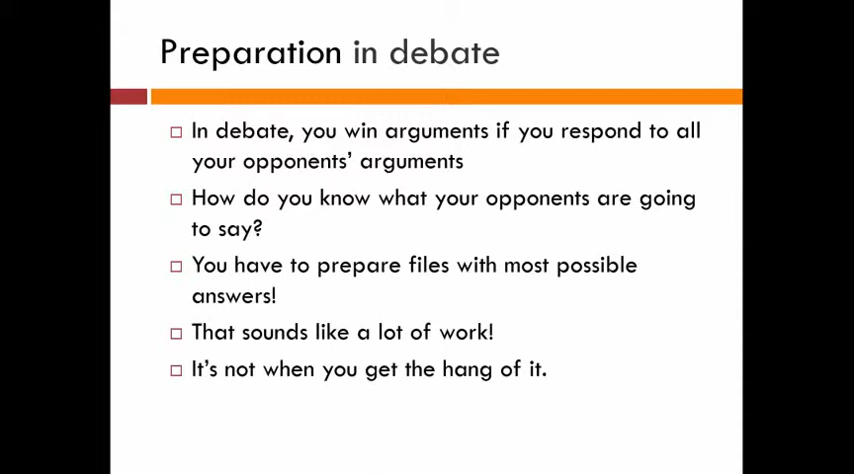 Preparation in debate
In debate, you win arguments if you respond to all
your opponents’ arguments
How do you know what your opponents are going
to say?
You have to prepare files with most possible
answers!
That sounds like a lot of work!
It’s not when you get the hang of it.